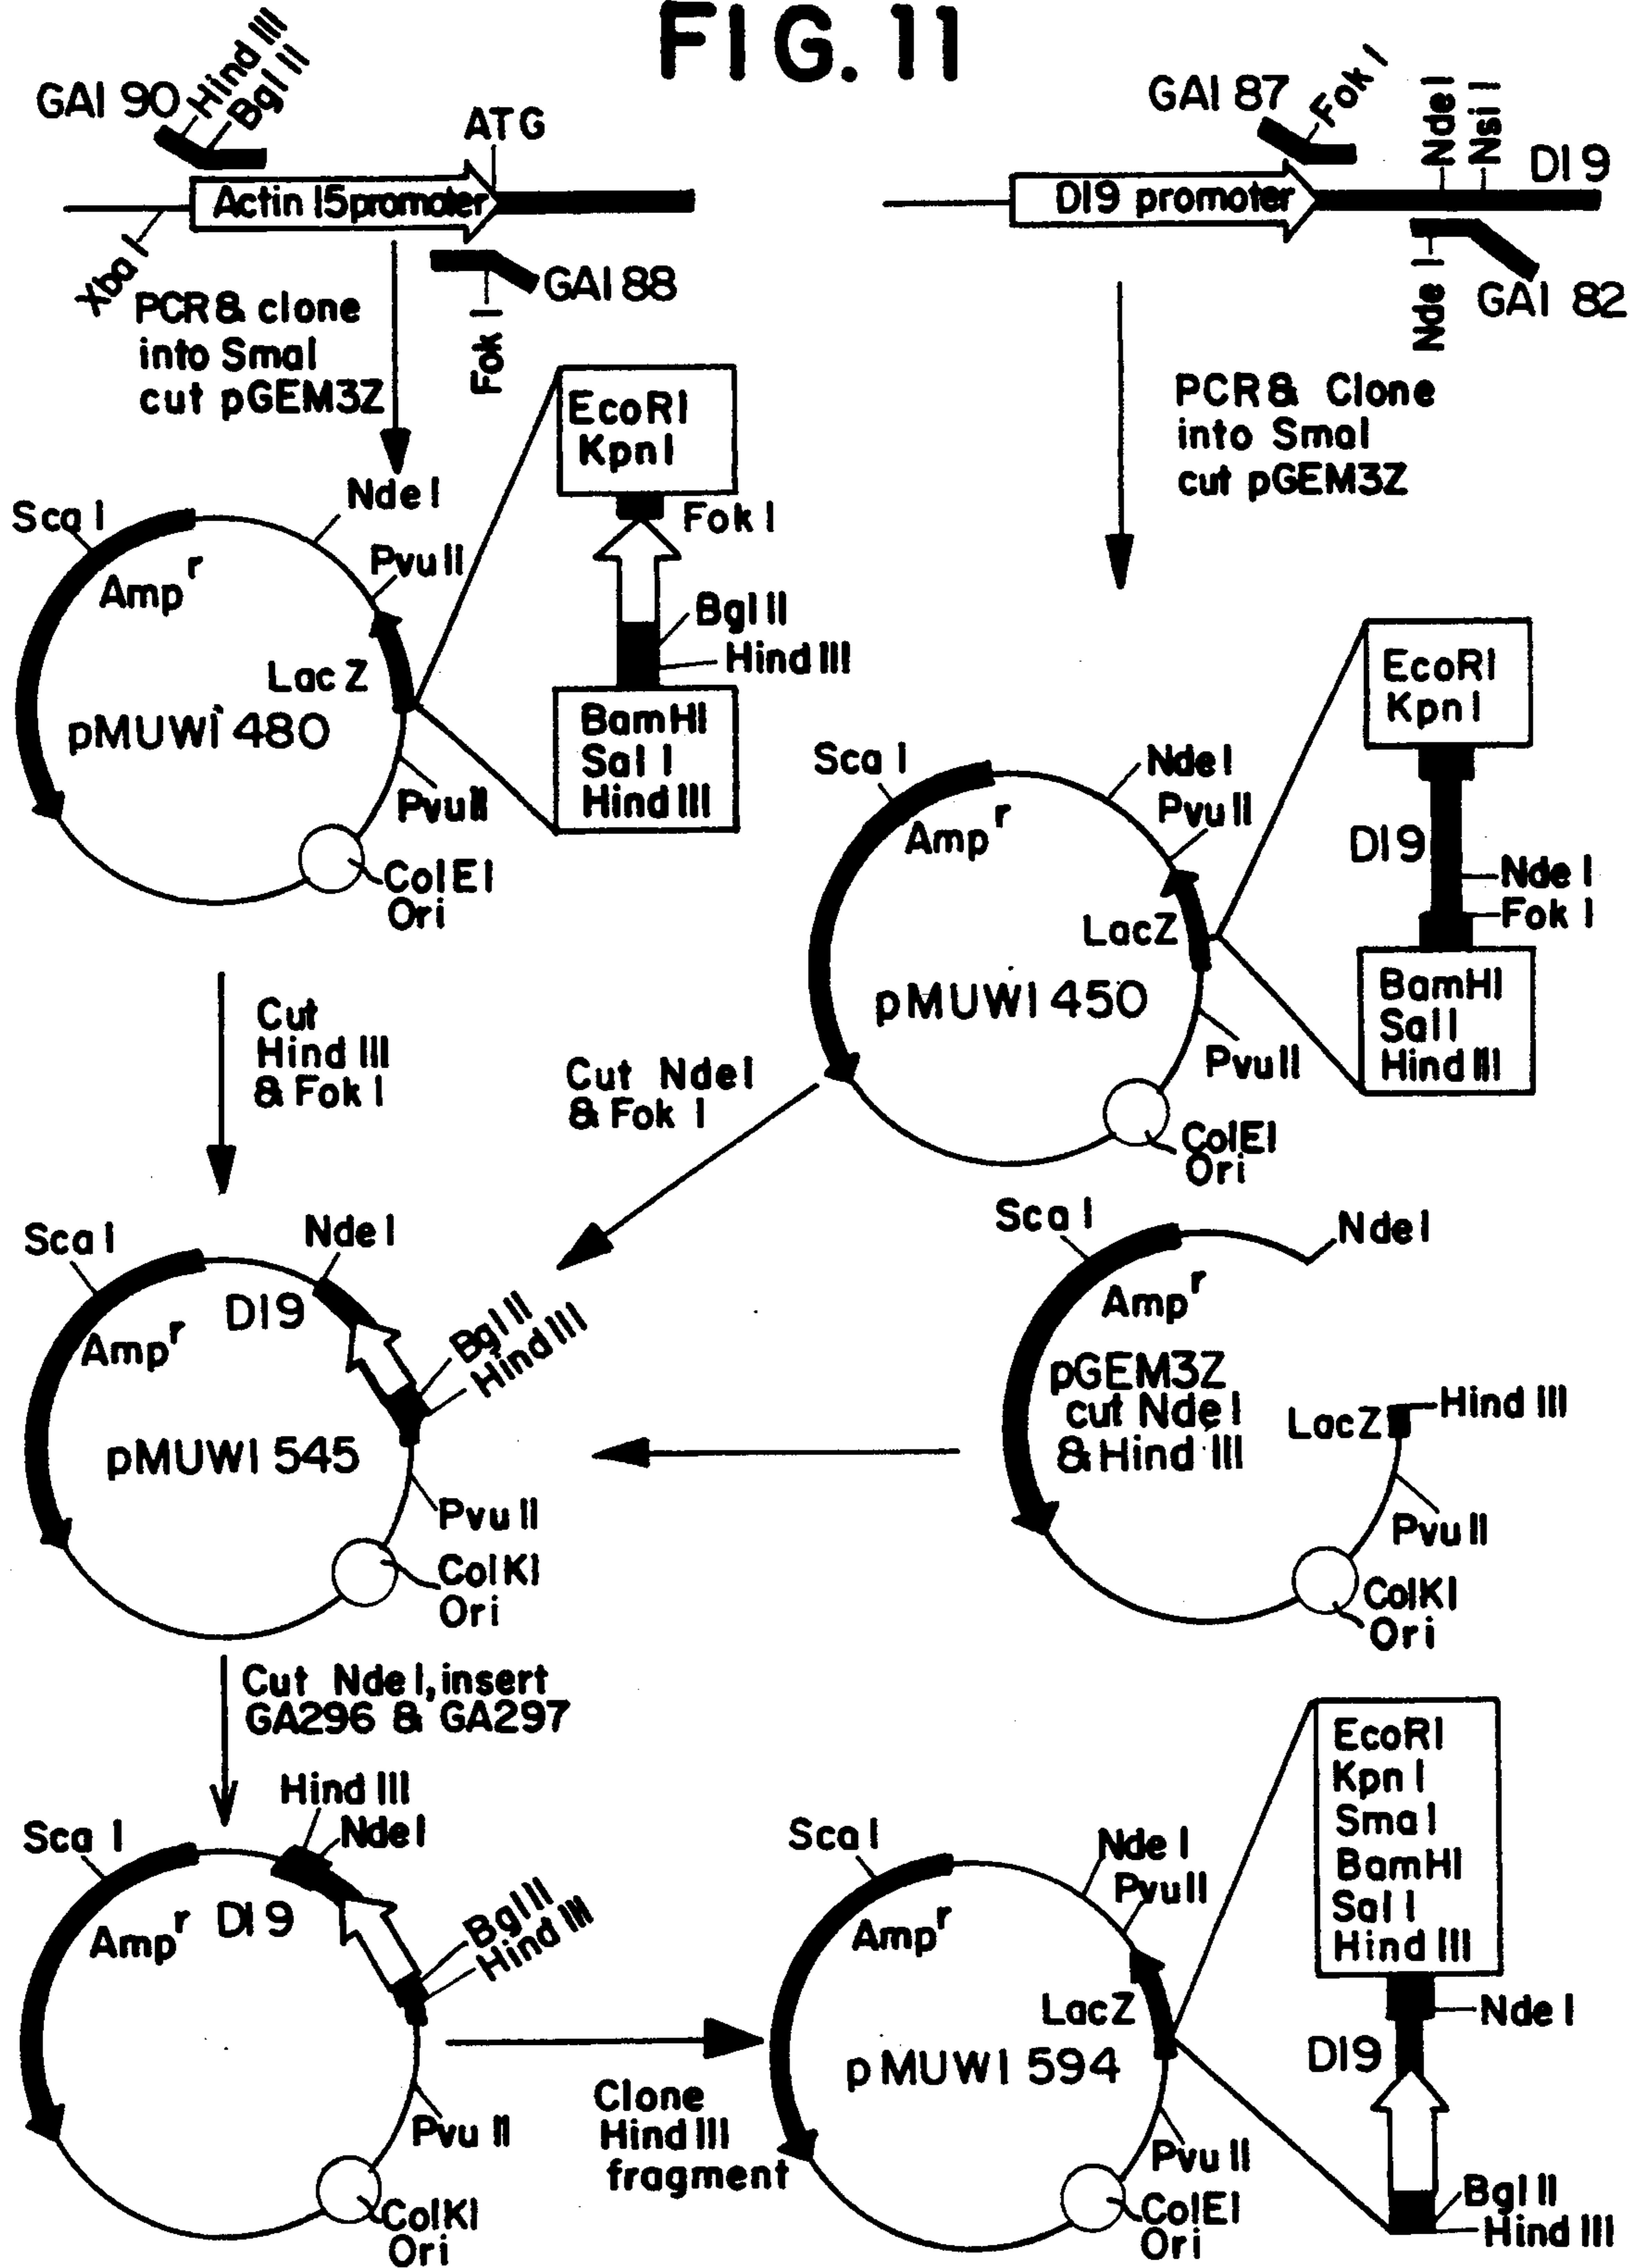 FIG. 11
GAI 90
Hind III
Bgl II
ATG
Actin 15 promoter
Xba I
GAI 88
Fok I
PCR & clone
into SmaI
cut pGEM3Z
GAI 87
Fok I
Nde I
Nsi I
D19
D19 promoter
Nde I
GAI 82
PCR & Clone
into SmaI
cut pGEM3Z
Sca I
Nde I
Pvu II
Amp r
Lac Z
pMUWI 480
Pvu II
ColEI
Ori
EcoRI
Kpn I
Fok I
Bgl II
Hind III
BamHI
Sal I
Hind III
Sca I
Nde I
Pvu II
Amp r
LacZ
pMUWI 450
Pvu II
ColEI
Ori
EcoRI
Kpn I
D19
Nde I
Fok I
BamHI
Sal I
Hind III
Cut
Hind III
& Fok I
Cut NdeI
& Fok I
Sca I
Nde I
D19
Amp r
Bgl II
Hind III
pMUWI 545
Pvu II
ColKI
Ori
Sca I
Nde I
Amp r
pGEM3Z
cut NdeI
& Hind III
LacZ
Hind III
Pvu II
ColKI
Ori
Cut Nde I, insert
GA296 & GA297
Hind III
Nde I
Sca I
Amp r
D19
Bgl II
Hind III
Pvu II
ColKI
Ori
Clone
Hind III
fragment
Sca I
Nde I
Pvu II
Amp r
LacZ
pMUWI 594
Pvu II
ColEI
Ori
EcoRI
Kpn I
Sma I
BamHI
Sal I
Hind III
Nde I
D19
Bgl II
Hind III